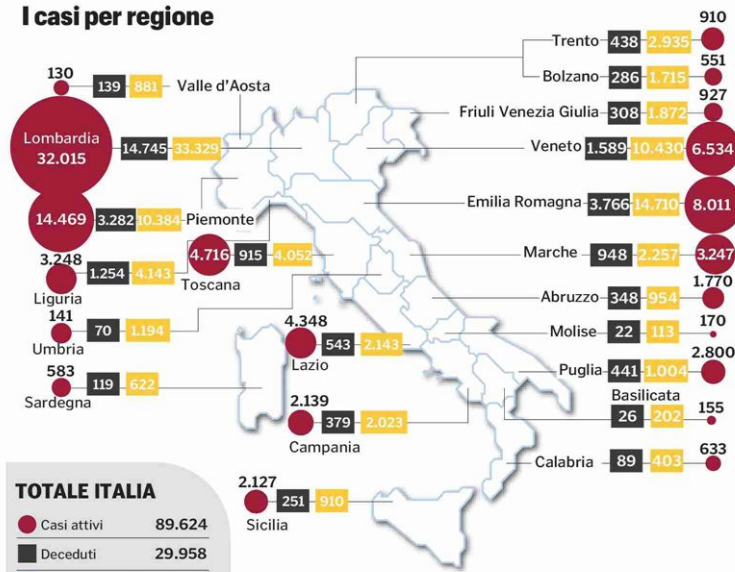 I casi per regione
910
Trento 438 2.935
551
Bolzano 286 1.715
927
Friuli Venezia Giulia 308 1.872
Veneto 1.589 10.430 6.534
Emilia Romagna 3.766 14.710 8.011
Marche 948 2.257 3.247
1.770
Abruzzo 348 954
170
Molise 22 113
2.800
Puglia 441 1.004
Basilicata
26 202 155
633
Calabria 89 403
130
139 881 Valle d'Aosta
Lombardia
32.015 14.745 33.329
14.469 3.282 10.384 Piemonte
3.248
1.254 4.143
Liguria
4.716 915 4.052
Toscana
141
70 1.194
Umbria
583
119 622
Sardegna
4.348
543 2.143
Lazio
2.139
379 2.023
Campania
2.127
251 910
Sicilia
TOTALE ITALIA
Casi attivi 89.624
Deceduti 29.958